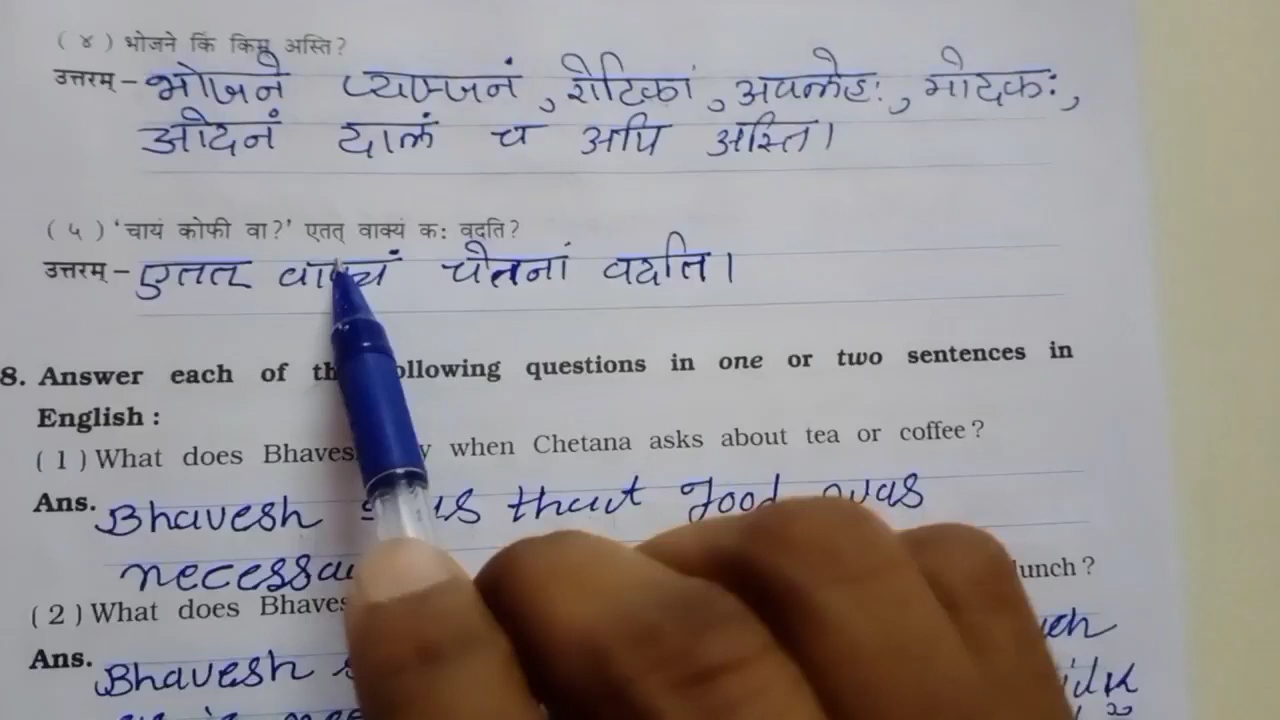 ( ४ ) भोजने किं किम् अस्ति?
उत्तरम् – भोजने व्यञ्जनं , रोटिकां , अवलेहः , मोदकः ,
ओदनं दालं च अपि अस्ति।
( ५ ) 'चायं कोफी वा?' एतत् वाक्यं कः वदति?
उत्तरम् – एतत वाक्यं चेतनां वदति।
8. Answer each of the following questions in one or two sentences in
English :
( 1 ) What does Bhavesh when Chetana asks about tea or coffee?
Ans. Bhavesh that food was
( 2 ) What does lunch?
Ans. Bhavesh